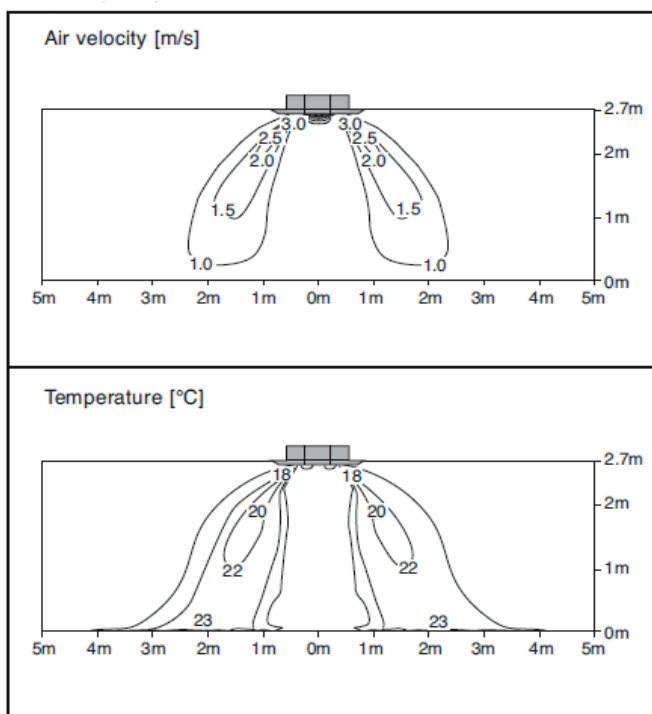 Air velocity [m/s]
3.0 3.0 2.7m
2.5 2.5
2.0 2.0 2m
1.5 1.5 1m
1.0 1.0
0m
5m 4m 3m 2m 1m 0m 1m 2m 3m 4m 5m
Temperature [°C]
2.7m
18 18
2m
20 20
22 22 1m
23 23
0m
5m 4m 3m 2m 1m 0m 1m 2m 3m 4m 5m